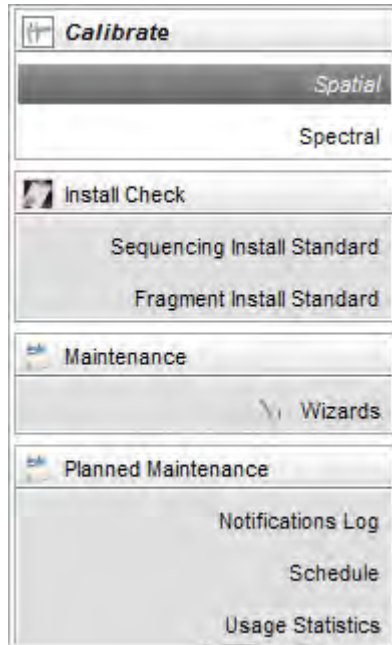 Calibrate
Spatial
Spectral
Install Check
Sequencing Install Standard
Fragment Install Standard
Maintenance
Wizards
Planned Maintenance
Notifications Log
Schedule
Usage Statistics